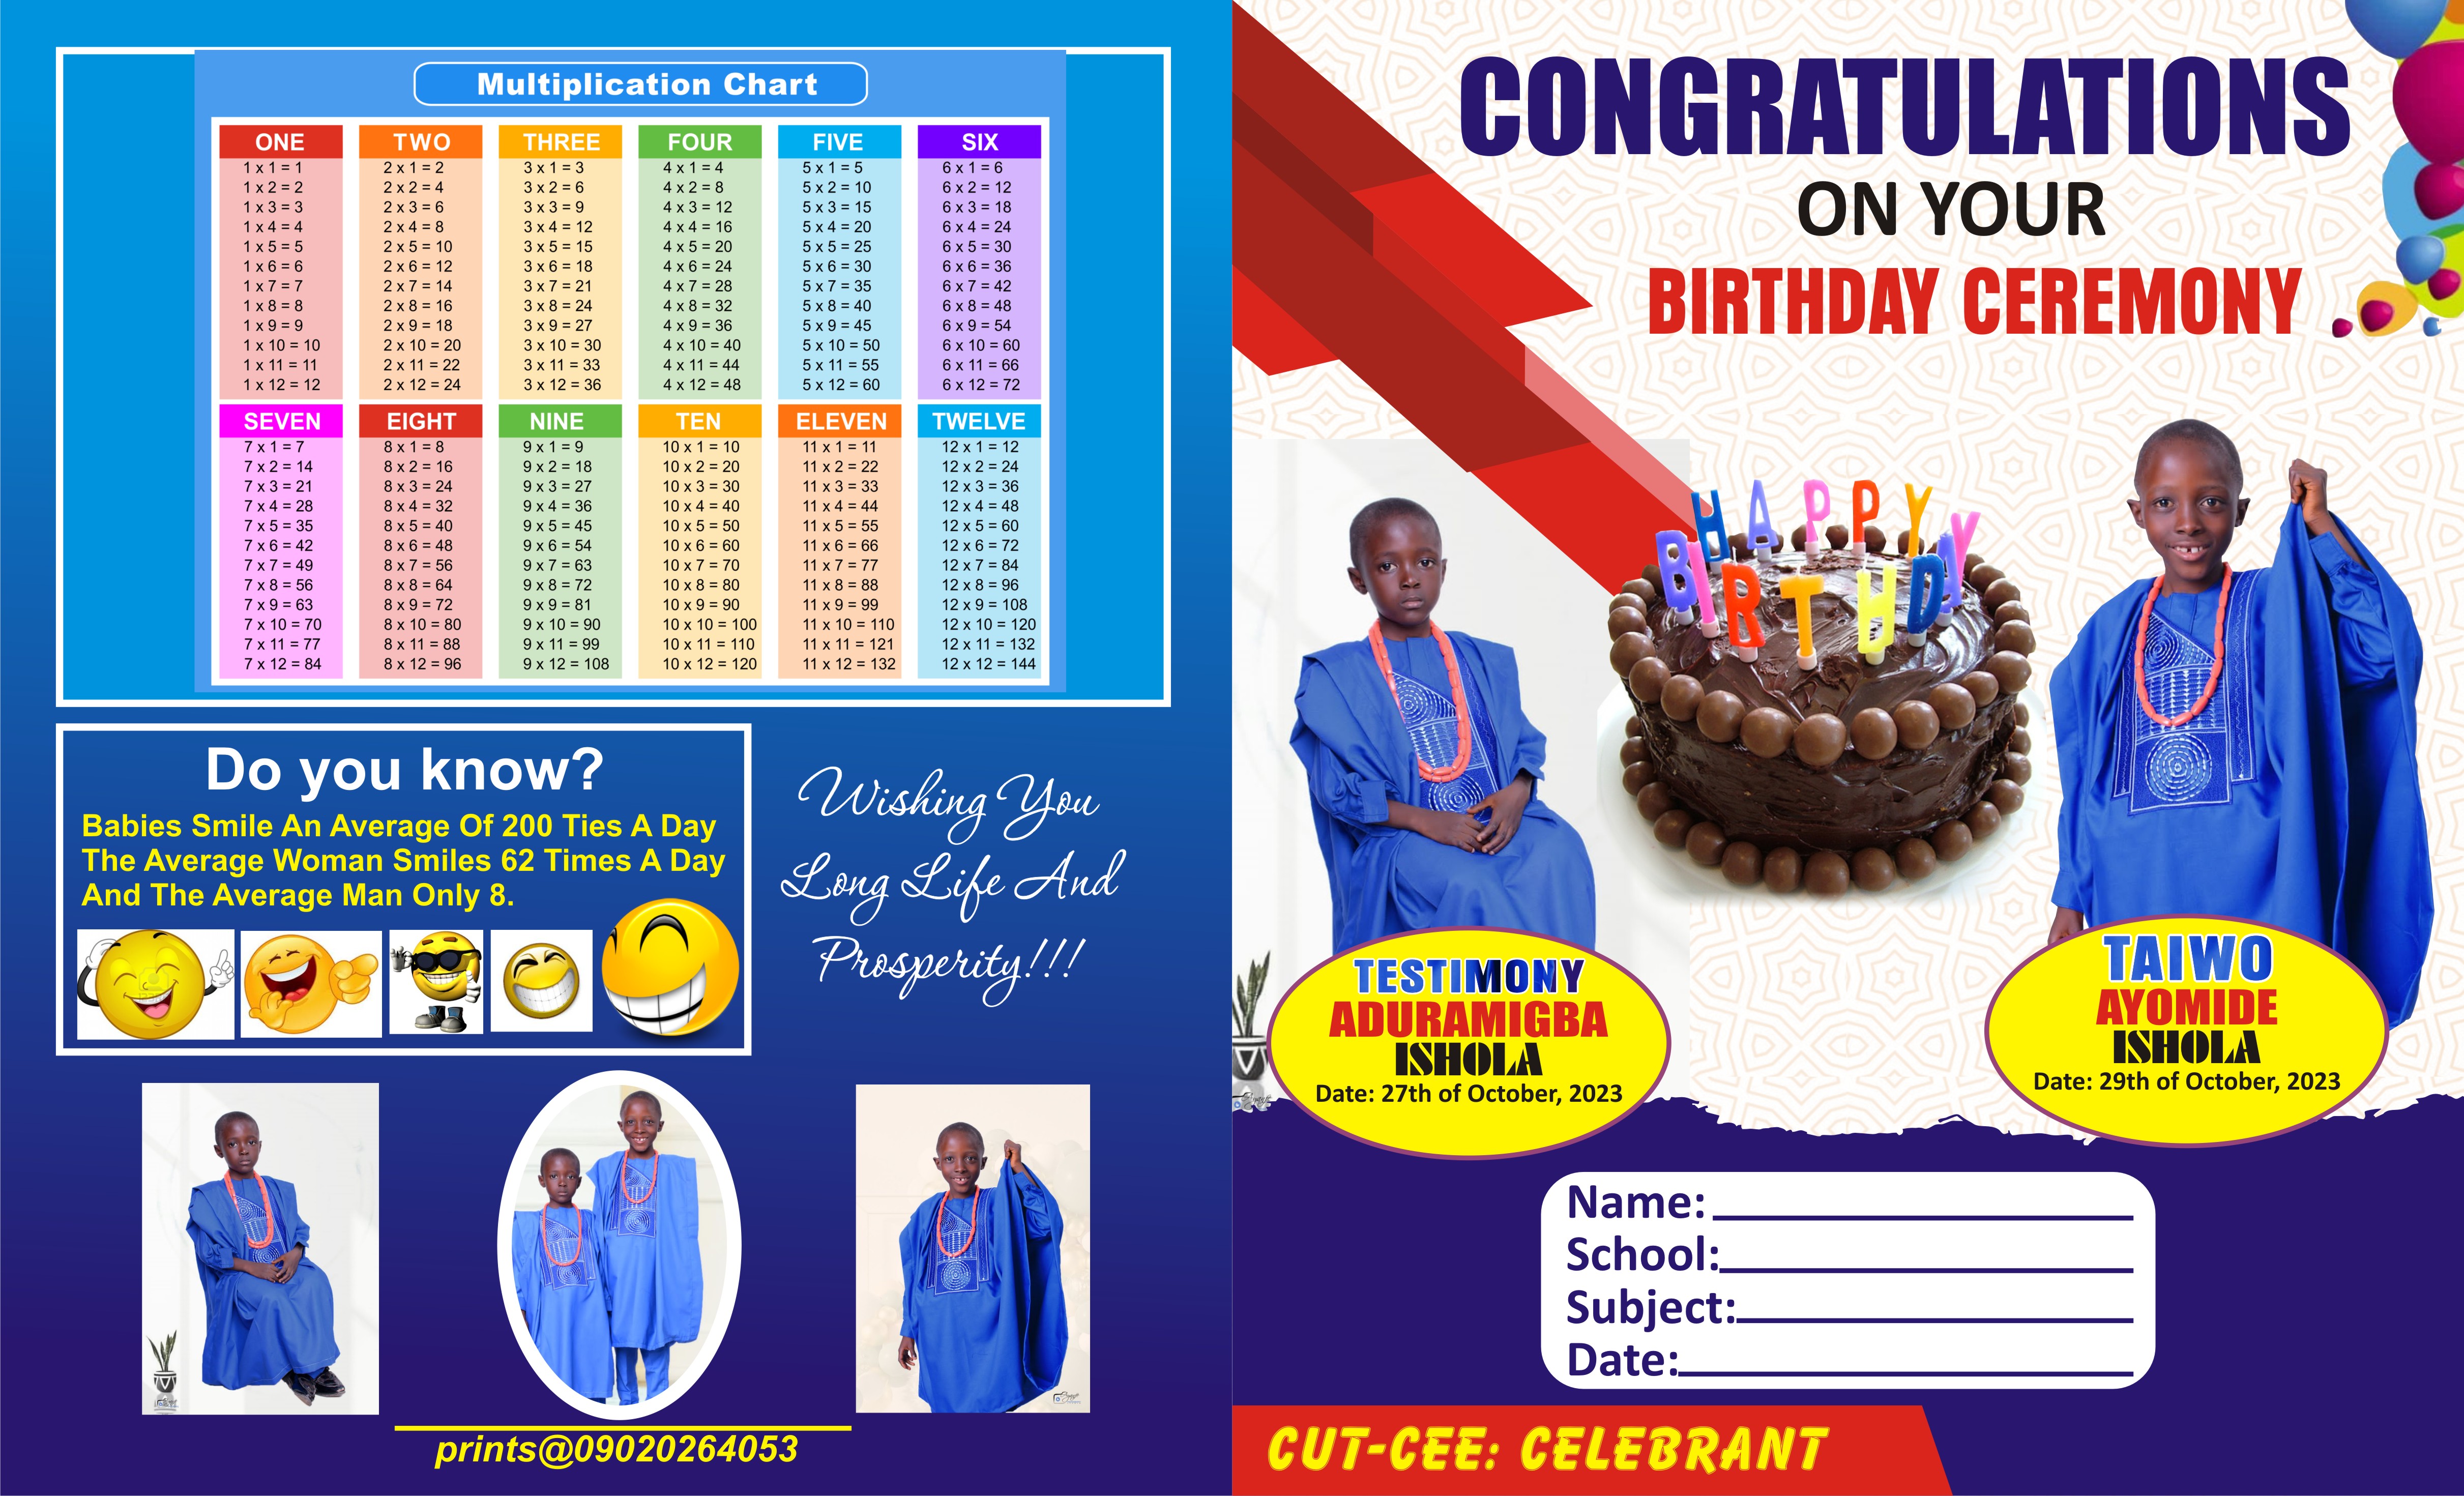 Multiplication Chart
ONE
1 x 1 = 1
1 x 2 = 2
1 x 3 = 3
1 x 4 = 4
1 x 5 = 5
1 x 6 = 6
1 x 7 = 7
1 x 8 = 8
1 x 9 = 9
1 x 10 = 10
1 x 11 = 11
1 x 12 = 12
TWO
2 x 1 = 2
2 x 2 = 4
2 x 3 = 6
2 x 4 = 8
2 x 5 = 10
2 x 6 = 12
2 x 7 = 14
2 x 8 = 16
2 x 9 = 18
2 x 10 = 20
2 x 11 = 22
2 x 12 = 24
THREE
3 x 1 = 3
3 x 2 = 6
3 x 3 = 9
3 x 4 = 12
3 x 5 = 15
3 x 6 = 18
3 x 7 = 21
3 x 8 = 24
3 x 9 = 27
3 x 10 = 30
3 x 11 = 33
3 x 12 = 36
FOUR
4 x 1 = 4
4 x 2 = 8
4 x 3 = 12
4 x 4 = 16
4 x 5 = 20
4 x 6 = 24
4 x 7 = 28
4 x 8 = 32
4 x 9 = 36
4 x 10 = 40
4 x 11 = 44
4 x 12 = 48
FIVE
5 x 1 = 5
5 x 2 = 10
5 x 3 = 15
5 x 4 = 20
5 x 5 = 25
5 x 6 = 30
5 x 7 = 35
5 x 8 = 40
5 x 9 = 45
5 x 10 = 50
5 x 11 = 55
5 x 12 = 60
SIX
6 x 1 = 6
6 x 2 = 12
6 x 3 = 18
6 x 4 = 24
6 x 5 = 30
6 x 6 = 36
6 x 7 = 42
6 x 8 = 48
6 x 9 = 54
6 x 10 = 60
6 x 11 = 66
6 x 12 = 72
SEVEN
7 x 1 = 7
7 x 2 = 14
7 x 3 = 21
7 x 4 = 28
7 x 5 = 35
7 x 6 = 42
7 x 7 = 49
7 x 8 = 56
7 x 9 = 63
7 x 10 = 70
7 x 11 = 77
7 x 12 = 84
EIGHT
8 x 1 = 8
8 x 2 = 16
8 x 3 = 24
8 x 4 = 32
8 x 5 = 40
8 x 6 = 48
8 x 7 = 56
8 x 8 = 64
8 x 9 = 72
8 x 10 = 80
8 x 11 = 88
8 x 12 = 96
NINE
9 x 1 = 9
9 x 2 = 18
9 x 3 = 27
9 x 4 = 36
9 x 5 = 45
9 x 6 = 54
9 x 7 = 63
9 x 8 = 72
9 x 9 = 81
9 x 10 = 90
9 x 11 = 99
9 x 12 = 108
TEN
10 x 1 = 10
10 x 2 = 20
10 x 3 = 30
10 x 4 = 40
10 x 5 = 50
10 x 6 = 60
10 x 7 = 70
10 x 8 = 80
10 x 9 = 90
10 x 10 = 100
10 x 11 = 110
10 x 12 = 120
ELEVEN
11 x 1 = 11
11 x 2 = 22
11 x 3 = 33
11 x 4 = 44
11 x 5 = 55
11 x 6 = 66
11 x 7 = 77
11 x 8 = 88
11 x 9 = 99
11 x 10 = 110
11 x 11 = 121
11 x 12 = 132
TWELVE
12 x 1 = 12
12 x 2 = 24
12 x 3 = 36
12 x 4 = 48
12 x 5 = 60
12 x 6 = 72
12 x 7 = 84
12 x 8 = 96
12 x 9 = 108
12 x 10 = 120
12 x 11 = 132
12 x 12 = 144
Do you know?
Babies Smile An Average Of 200 Ties A Day
The Average Woman Smiles 62 Times A Day
And The Average Man Only 8.
Wishing You
Long Life And
Prosperity!!!
prints@09020264053
CONGRATULATIONS
ON YOUR
BIRTHDAY CEREMONY
HAPPY
BIRTHDAY
TESTIMONY
ADURAMIGBA
ISHOLA
Date: 27th of October, 2023
TAIWO
AYOMIDE
ISHOLA
Date: 29th of October, 2023
Name:
School:
Subject:
Date:
CUT-CEE: CELEBRANT